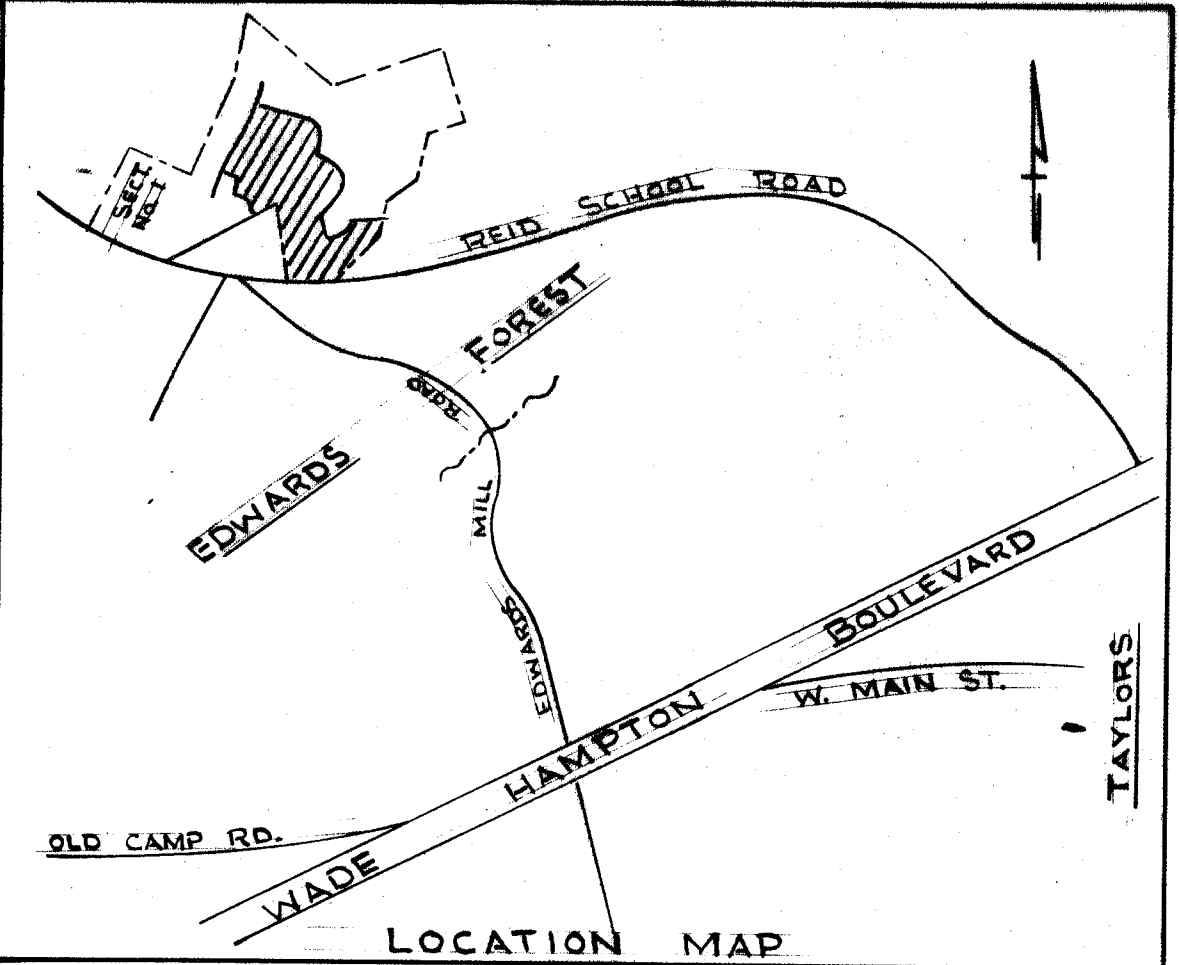 SECT.
NO. 1
REID SCHOOL ROAD
EDWARDS FOREST
EDWARDS MILL ROAD
WADE HAMPTON BOULEVARD
W. MAIN ST.
TAYLORS
OLD CAMP RD.
LOCATION MAP